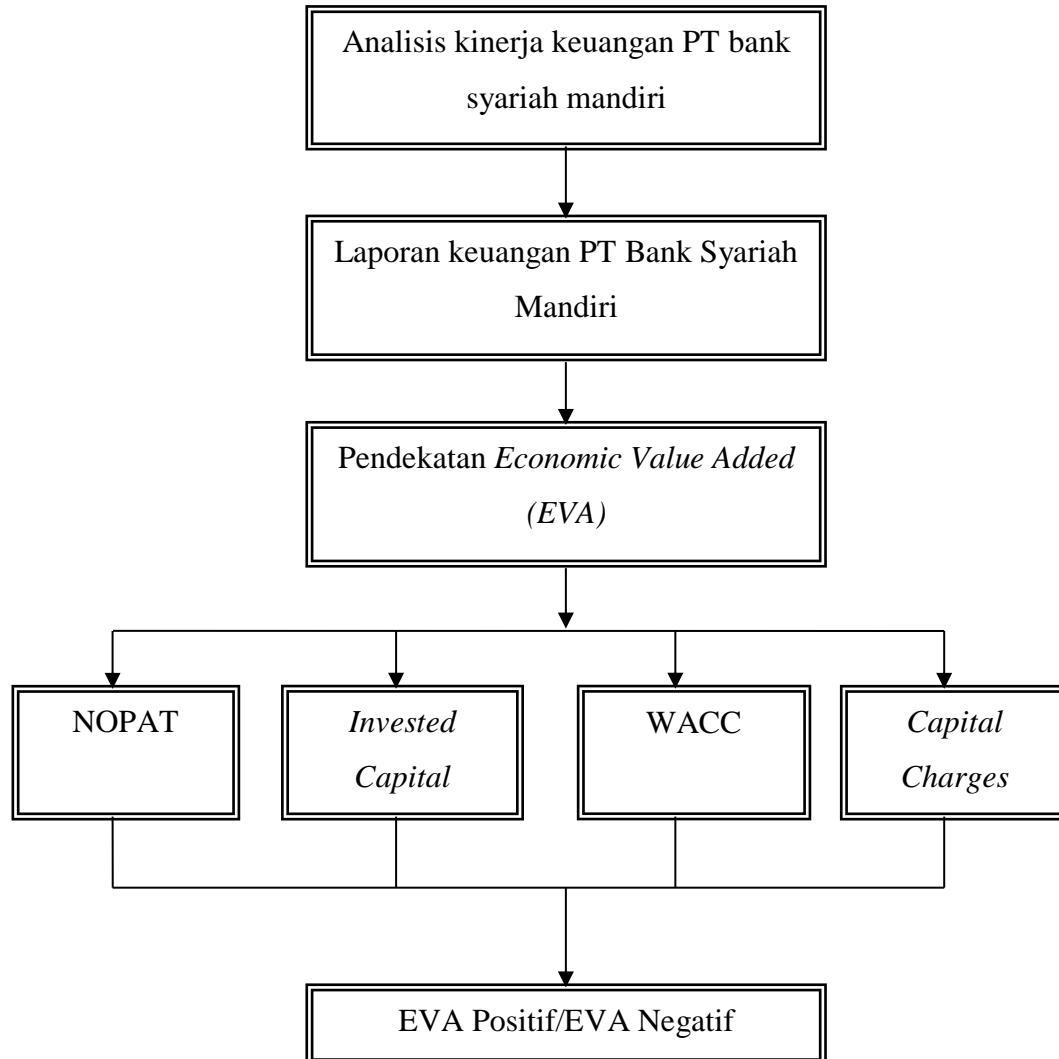 Analisis kinerja keuangan PT bank
syariah mandiri
Laporan keuangan PT Bank Syariah
Mandiri
Pendekatan Economic Value Added
(EVA)
NOPAT
Invested
Capital
WACC
Capital
Charges
EVA Positif/EVA Negatif